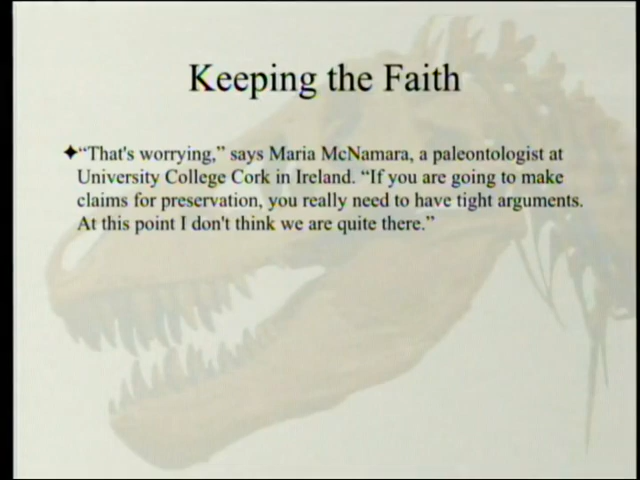 Keeping the Faith
✦“That's worrying,” says Maria McNamara, a paleontologist at
University College Cork in Ireland. “If you are going to make
claims for preservation, you really need to have tight arguments.
At this point I don't think we are quite there.”